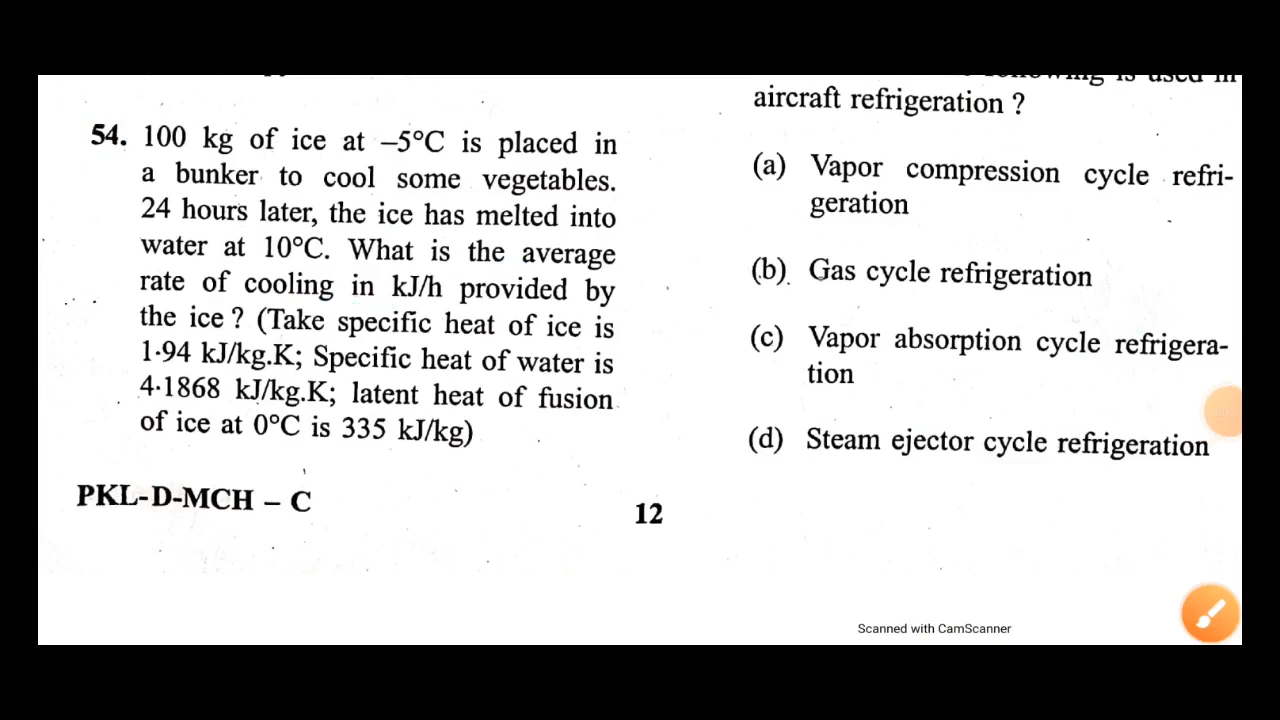 54. 100 kg of ice at –5°C is placed in
a bunker to cool some vegetables.
24 hours later, the ice has melted into
water at 10°C. What is the average
rate of cooling in kJ/h provided by
the ice ? (Take specific heat of ice is
1·94 kJ/kg.K; Specific heat of water is
4·1868 kJ/kg.K; latent heat of fusion
of ice at 0°C is 335 kJ/kg)
PKL-D-MCH – C
12
following is used in
aircraft refrigeration ?
(a) Vapor compression cycle refri-
geration
(b) Gas cycle refrigeration
(c) Vapor absorption cycle refrigera-
tion
(d) Steam ejector cycle refrigeration
Scanned with CamScanner